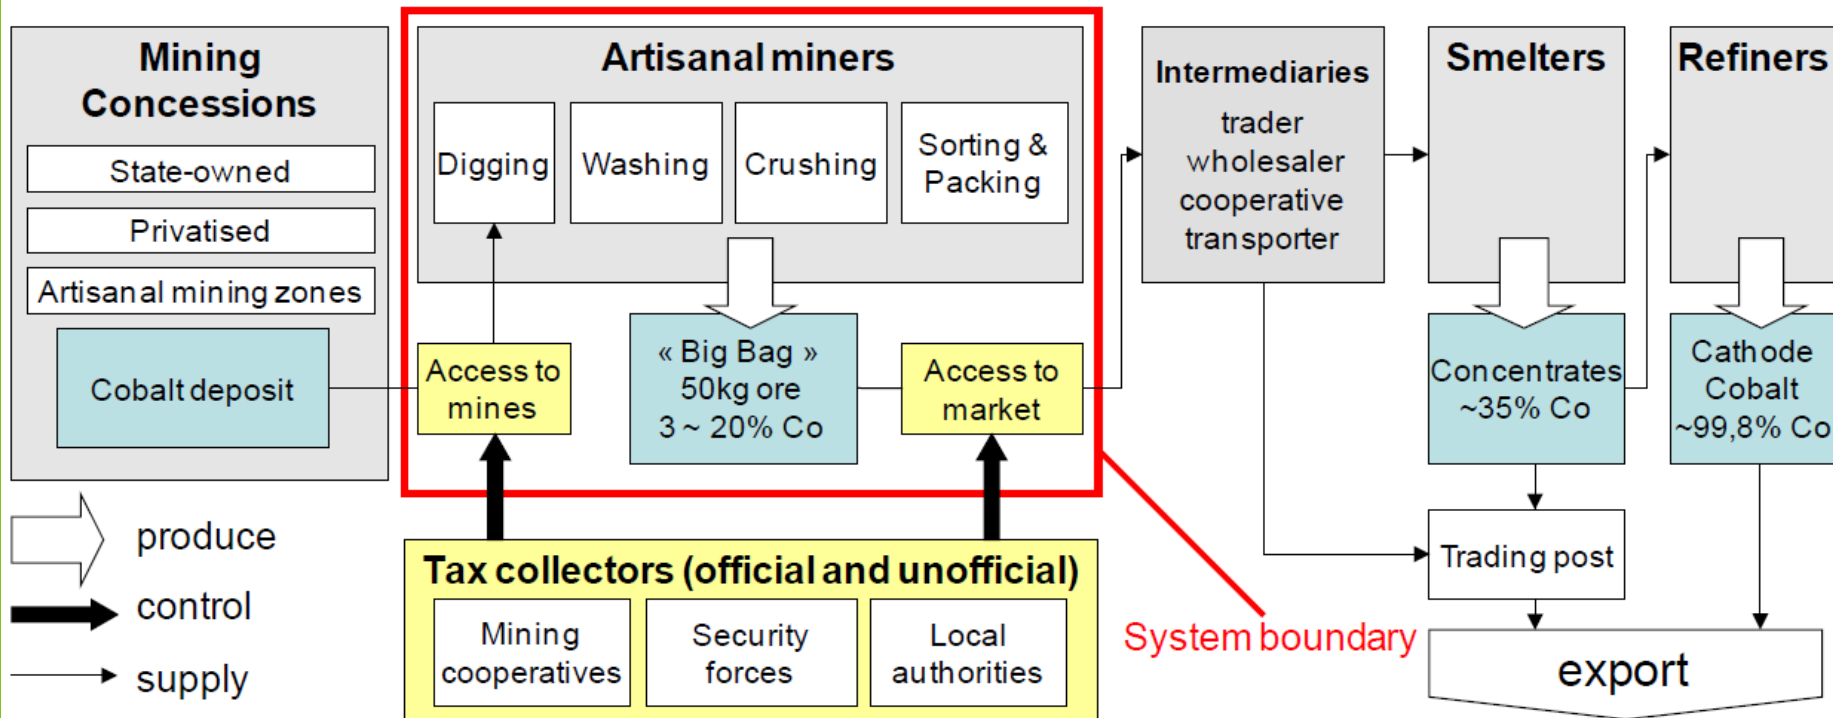 Mining
Concessions
State-owned
Privatised
Artisanal mining zones
Cobalt deposit
Artisanal miners
Digging
Washing
Crushing
Sorting &
Packing
Access to
mines
« Big Bag »
50kg ore
3 ~ 20% Co
Access to
market
Intermediaries
trader
wholesaler
cooperative
transporter
Smelters
Concentrates
~35% Co
Refiners
Cathode
Cobalt
~99,8% Co
Trading post
export
produce
control
supply
Tax collectors (official and unofficial)
Mining
cooperatives
Security
forces
Local
authorities
System boundary